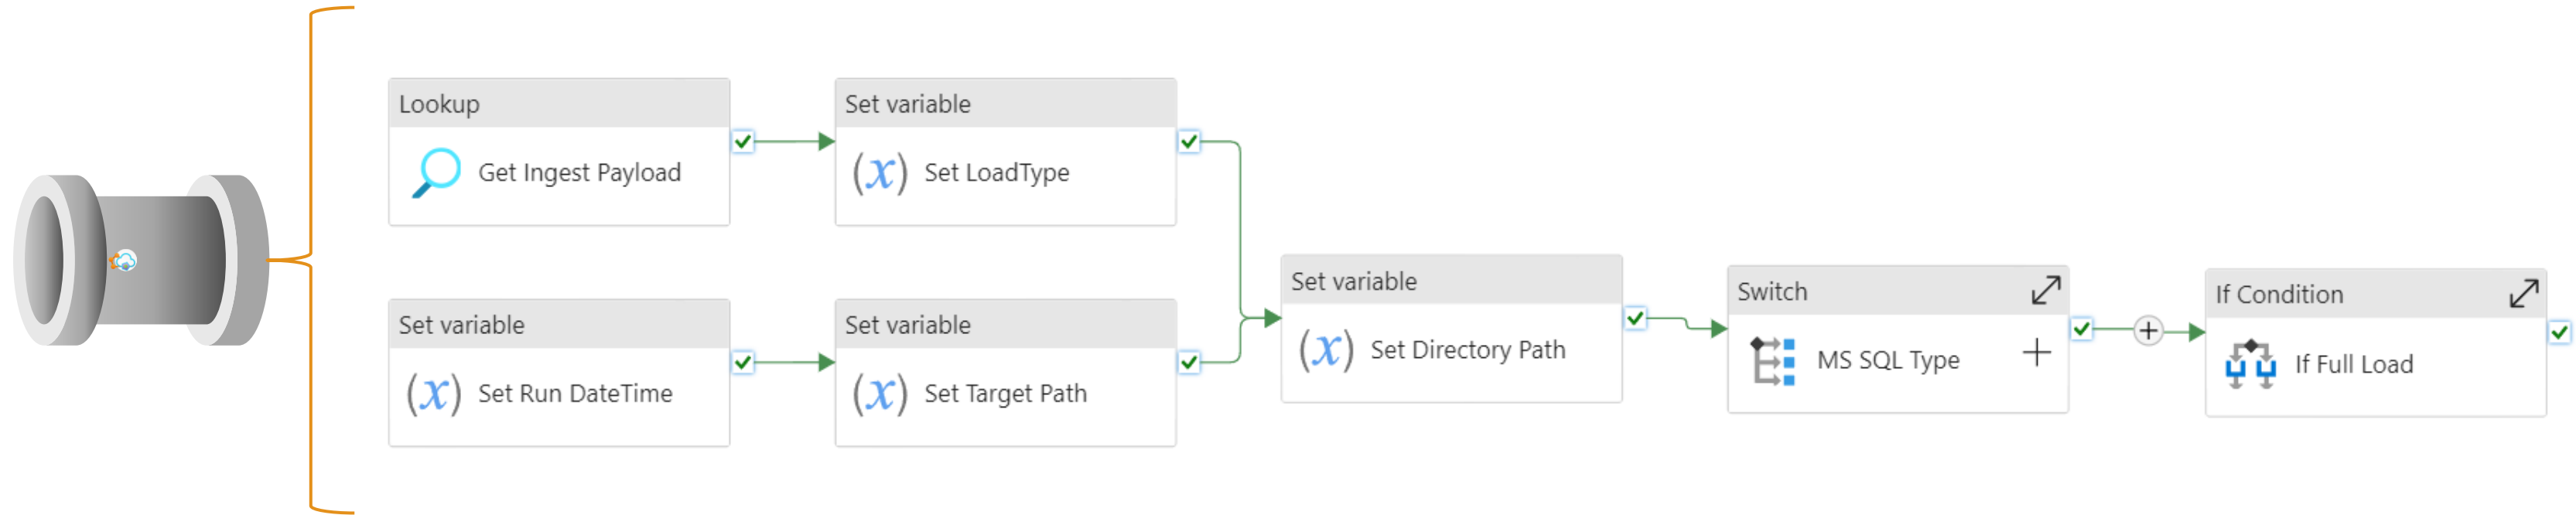 Lookup
Get Ingest Payload
Set variable
(x) Set LoadType
Set variable
(x) Set Run DateTime
Set variable
(x) Set Target Path
Set variable
(x) Set Directory Path
Switch
MS SQL Type
If Condition
If Full Load